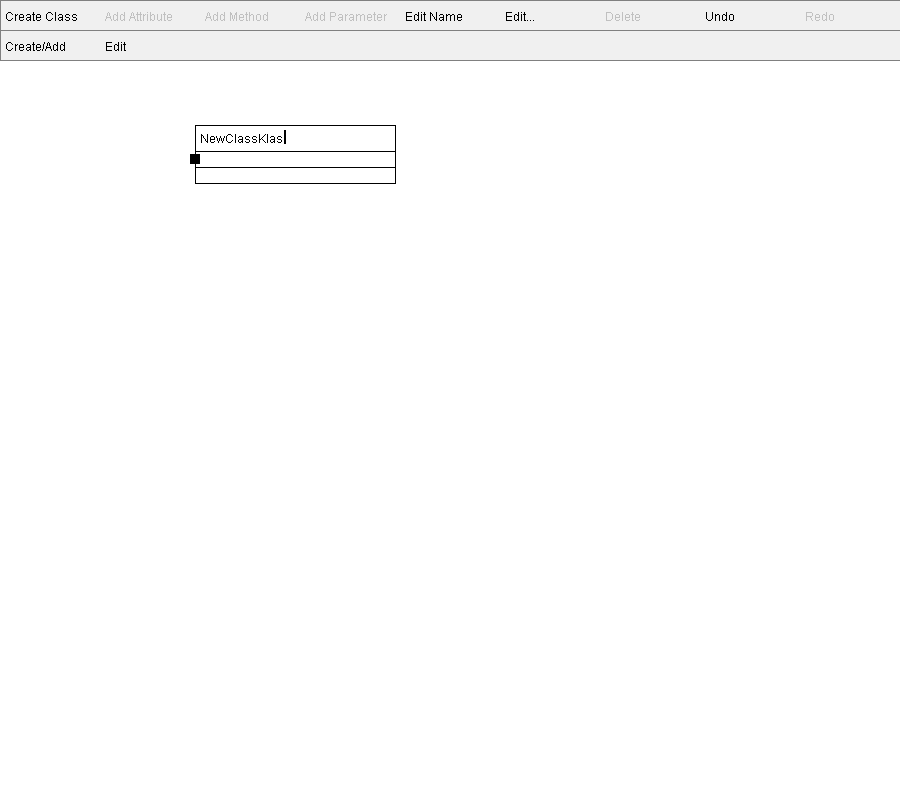 Create Class Add Attribute Add Method Add Parameter Edit Name Edit... Delete Undo Redo
Create/Add Edit
NewClassKlas